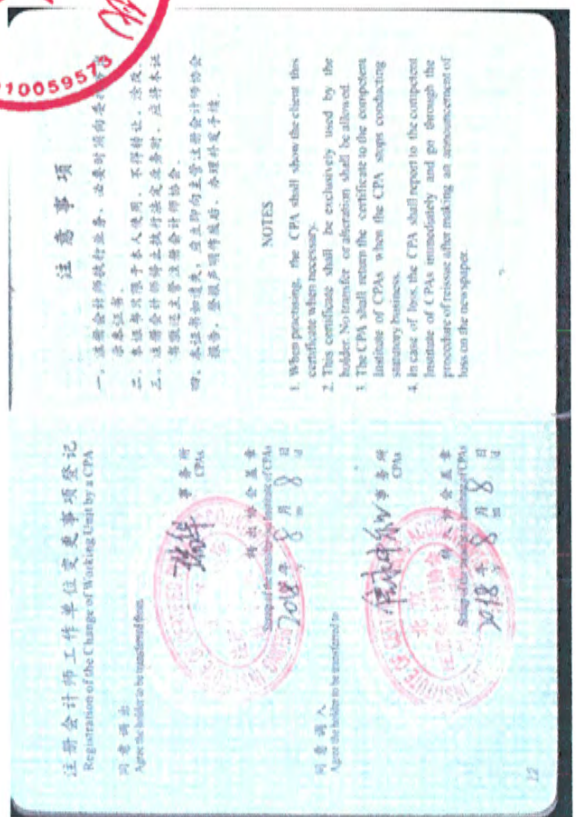 注册会计师工作单位变更事项登记
Registration of the Change of Working Unit by a CPA
同意调出
Agree the holder to be transferred from
瑞华 事务所
CPAs
转出协会盖章
Stamp of the transfer-out Institute of CPAs
2018年 8月 8日
同意调入
Agree the holder to be transferred to
事务所
CPAs
转入协会盖章
Stamp of the transfer-in Institute of CPAs
2018年 8月 8日
12
注意事项
一、注册会计师执行业务，必要时须向委
示本证书。
二、本证书只限于本人使用，不得转让、涂改。
三、注册会计师停止执行法定业务时，应将本证
书缴还主管注册会计师协会。
四、本证书如遗失，应立即向主管注册会计师协会
报告，登报声明作废后，办理补发手续。
NOTES
1. When practising, the CPA shall show the client this
certificate when necessary.
2. This certificate shall be exclusively used by the
holder. No transfer or alteration shall be allowed.
3. The CPA shall return the certificate to the competent
Institute of CPAs when the CPA stops conducting
statutory business.
4. In case of loss, the CPA shall report to the competent
Institute of CPAs immediately and go through the
procedure of reissue after making an announcement of
loss on the newspaper.